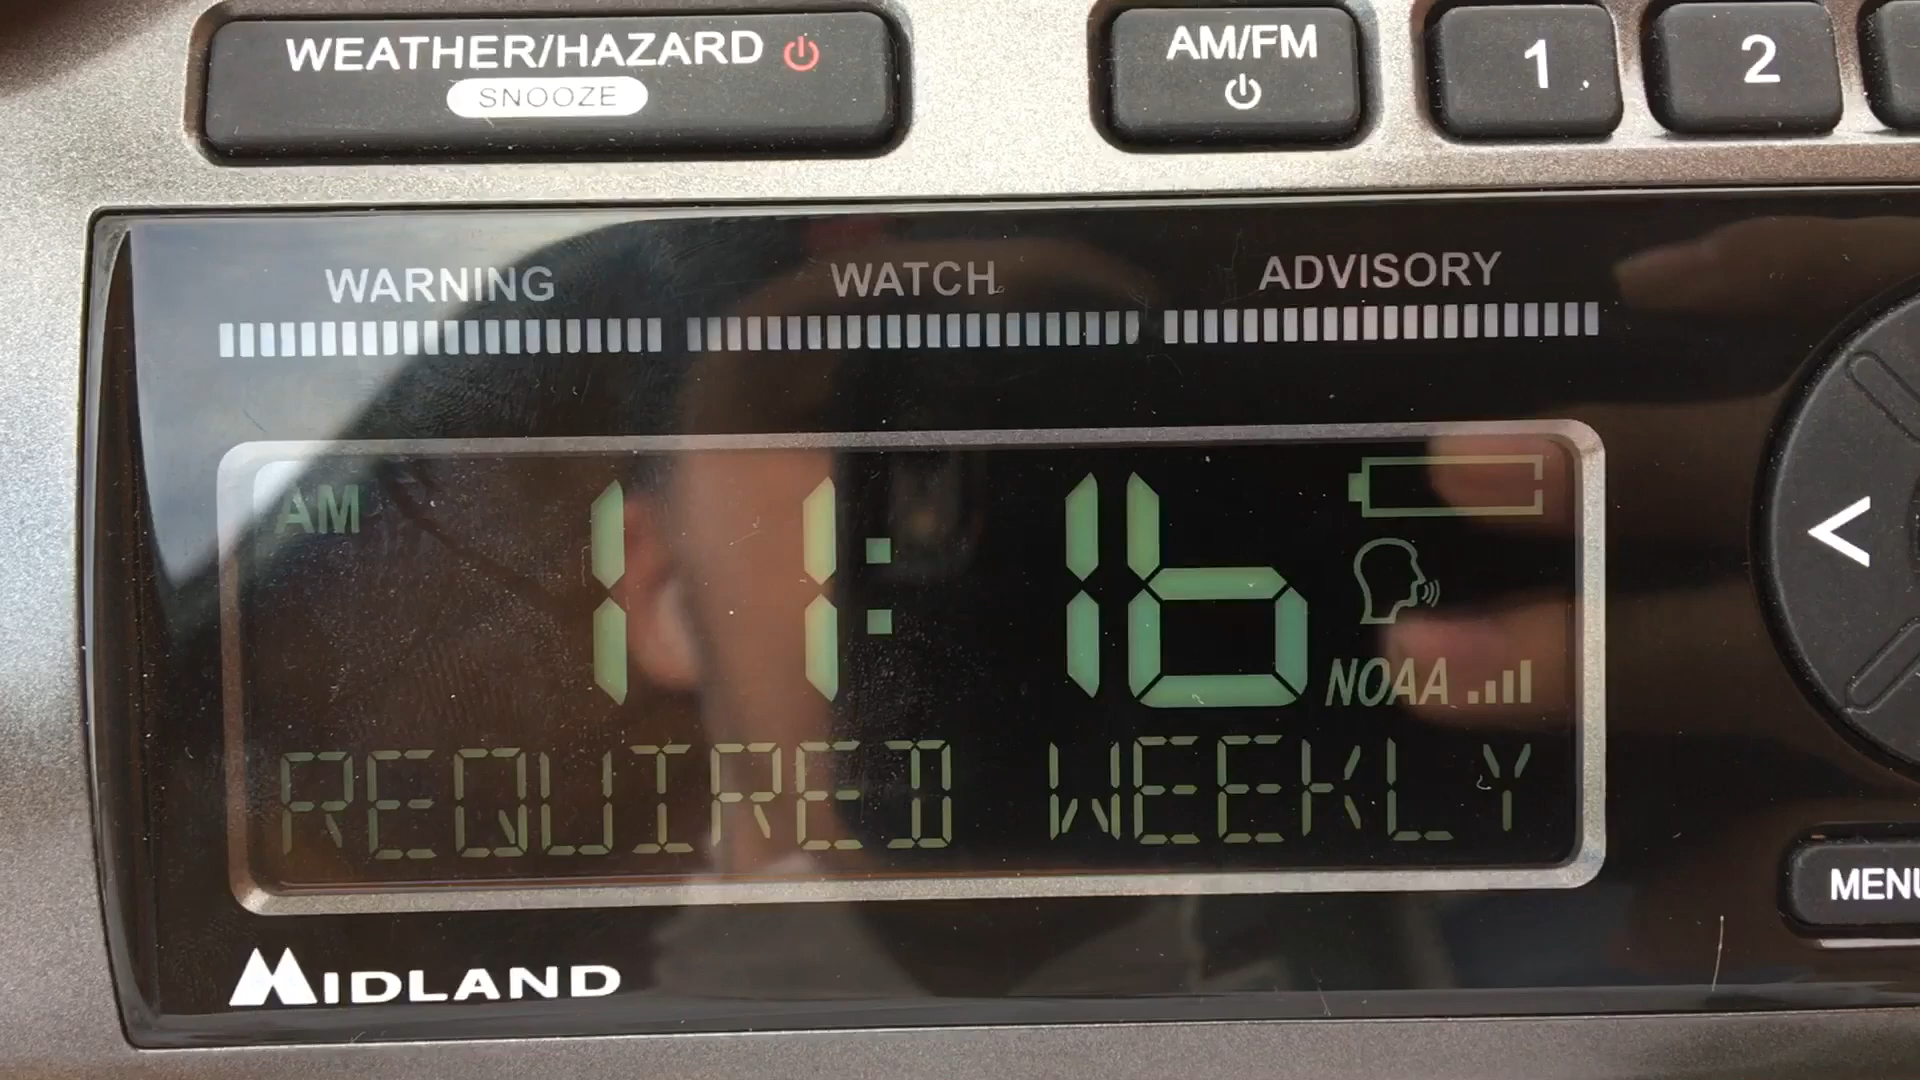 WEATHER/HAZARD
SNOOZE
AM/FM
1
2
WARNING
WATCH
ADVISORY
AM
11:16
NOAA
REQUIRED WEEKLY
<
MENU
MIDLAND